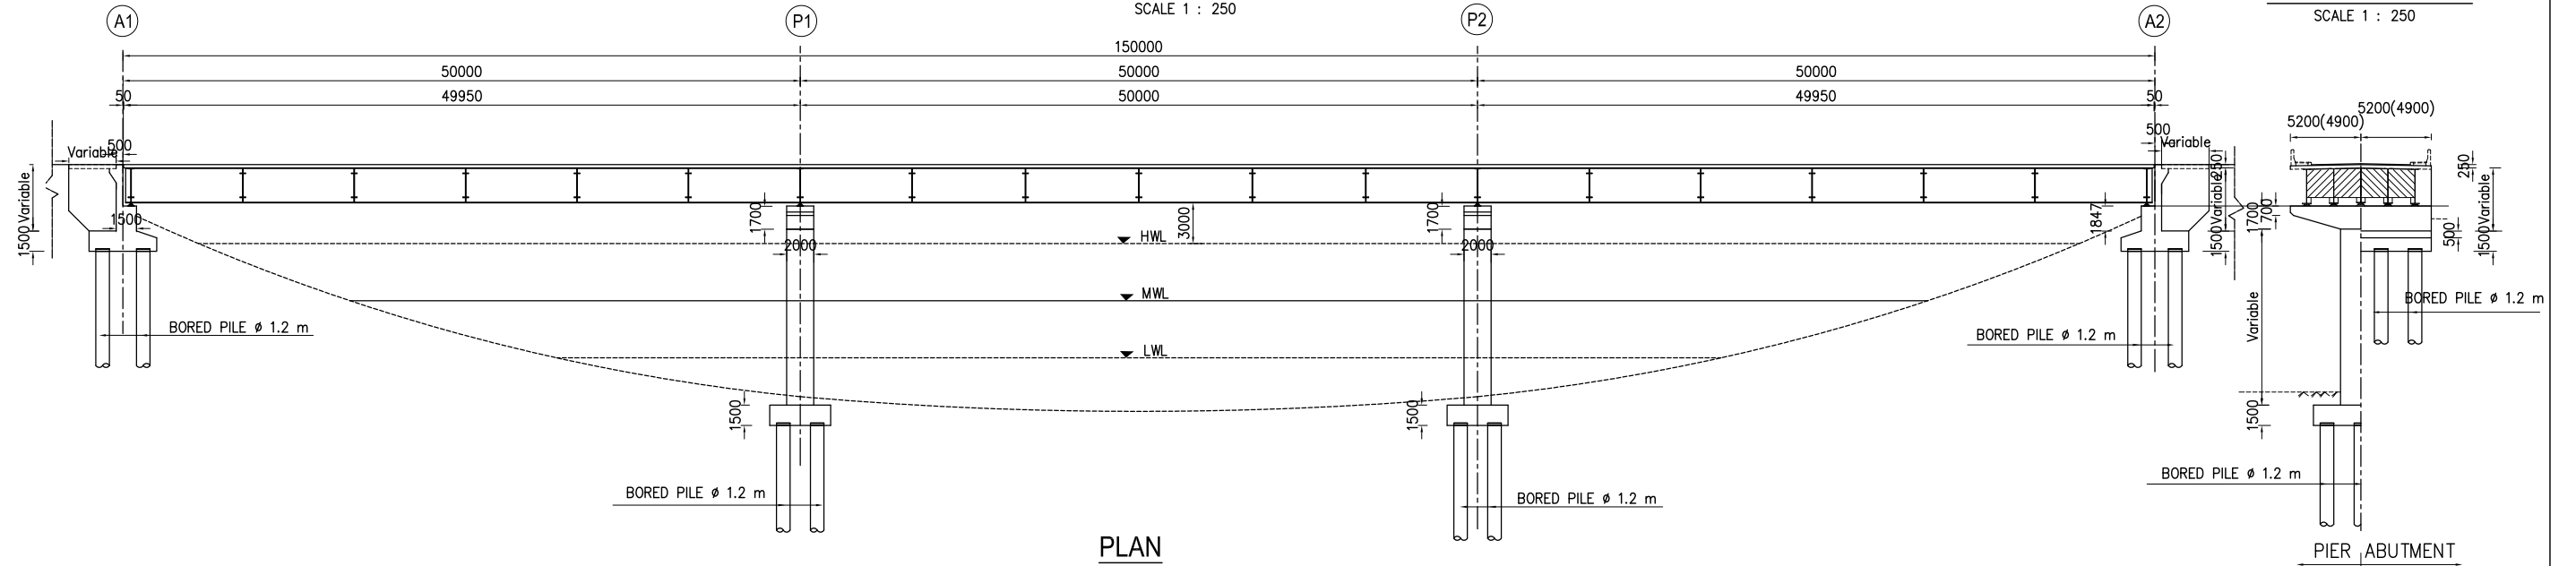 A1
P1
SCALE 1 : 250
P2
A2
SCALE 1 : 250
150000
50000
50000
50000
50
49950
50000
49950
50
5200(4900)
5200(4900)
500
Variable
500
Variable
250
250
Variable
1500
1500
1700
3000
1700
1847
Variable
1500
1700
700
500
Variable
1500
HWL
2000
2000
MWL
LWL
BORED PILE ø 1.2 m
BORED PILE ø 1.2 m
BORED PILE ø 1.2 m
Variable
1500
1500
1500
BORED PILE ø 1.2 m
BORED PILE ø 1.2 m
BORED PILE ø 1.2 m
PLAN
PIER ABUTMENT